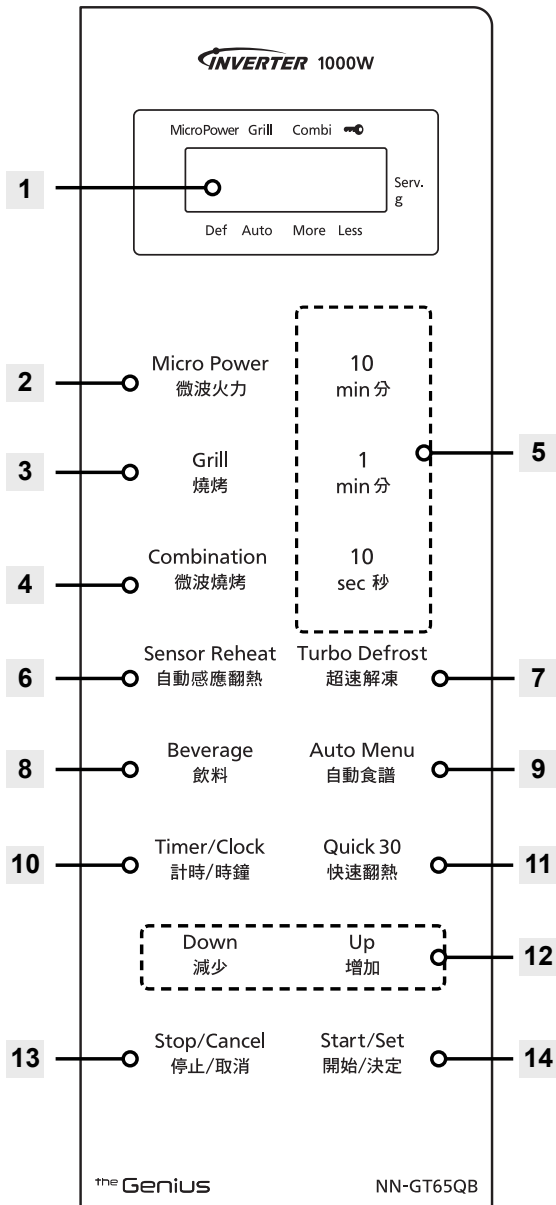 INVERTER 1000W
MicroPower Grill Combi
1
Serv.
g
Def Auto More Less
2
Micro Power
微波火力
10
min 分
3
Grill
燒烤
1
min 分
5
4
Combination
微波燒烤
10
sec 秒
6
Sensor Reheat
自動感應翻熱
Turbo Defrost
超速解凍
7
8
Beverage
飲料
Auto Menu
自動食譜
9
10
Timer/Clock
計時/時鐘
Quick 30
快速翻熱
11
Down
減少
Up
增加
12
13
Stop/Cancel
停止/取消
Start/Set
開始/決定
14
the Genius
NN-GT65QB